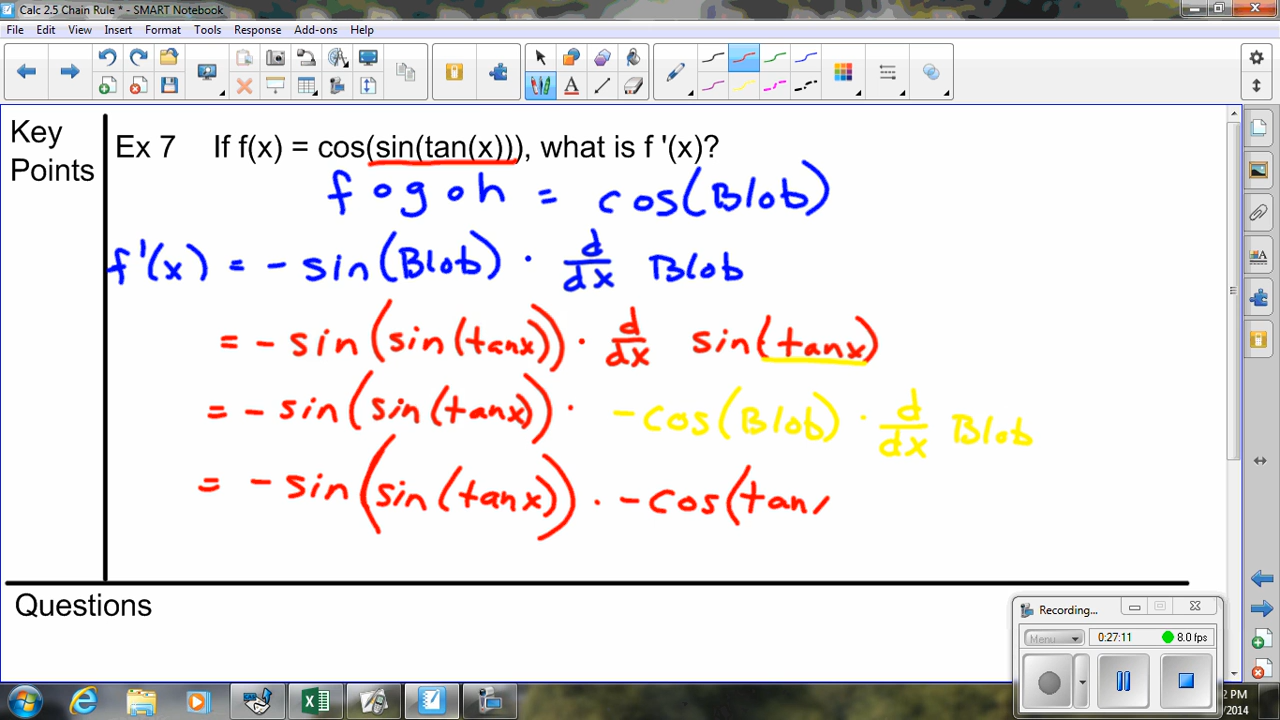 Calc 2.5 Chain Rule * - SMART Notebook
File Edit View Insert Format Tools Response Add-ons Help
Key Points
Ex 7 If f(x) = cos(sin(tan(x))), what is f '(x)?
f ∘ g ∘ h = cos(Blob)
f'(x) = - sin(Blob) · d/dx Blob
= - sin(sin(tanx)) · d/dx sin(tanx)
= - sin(sin(tanx)) · - cos(Blob) · d/dx Blob
= - sin(sin(tanx)) · - cos(tan
Questions
Recording...
Menu 0:27:11 8.0 fps
2 PM
/2014